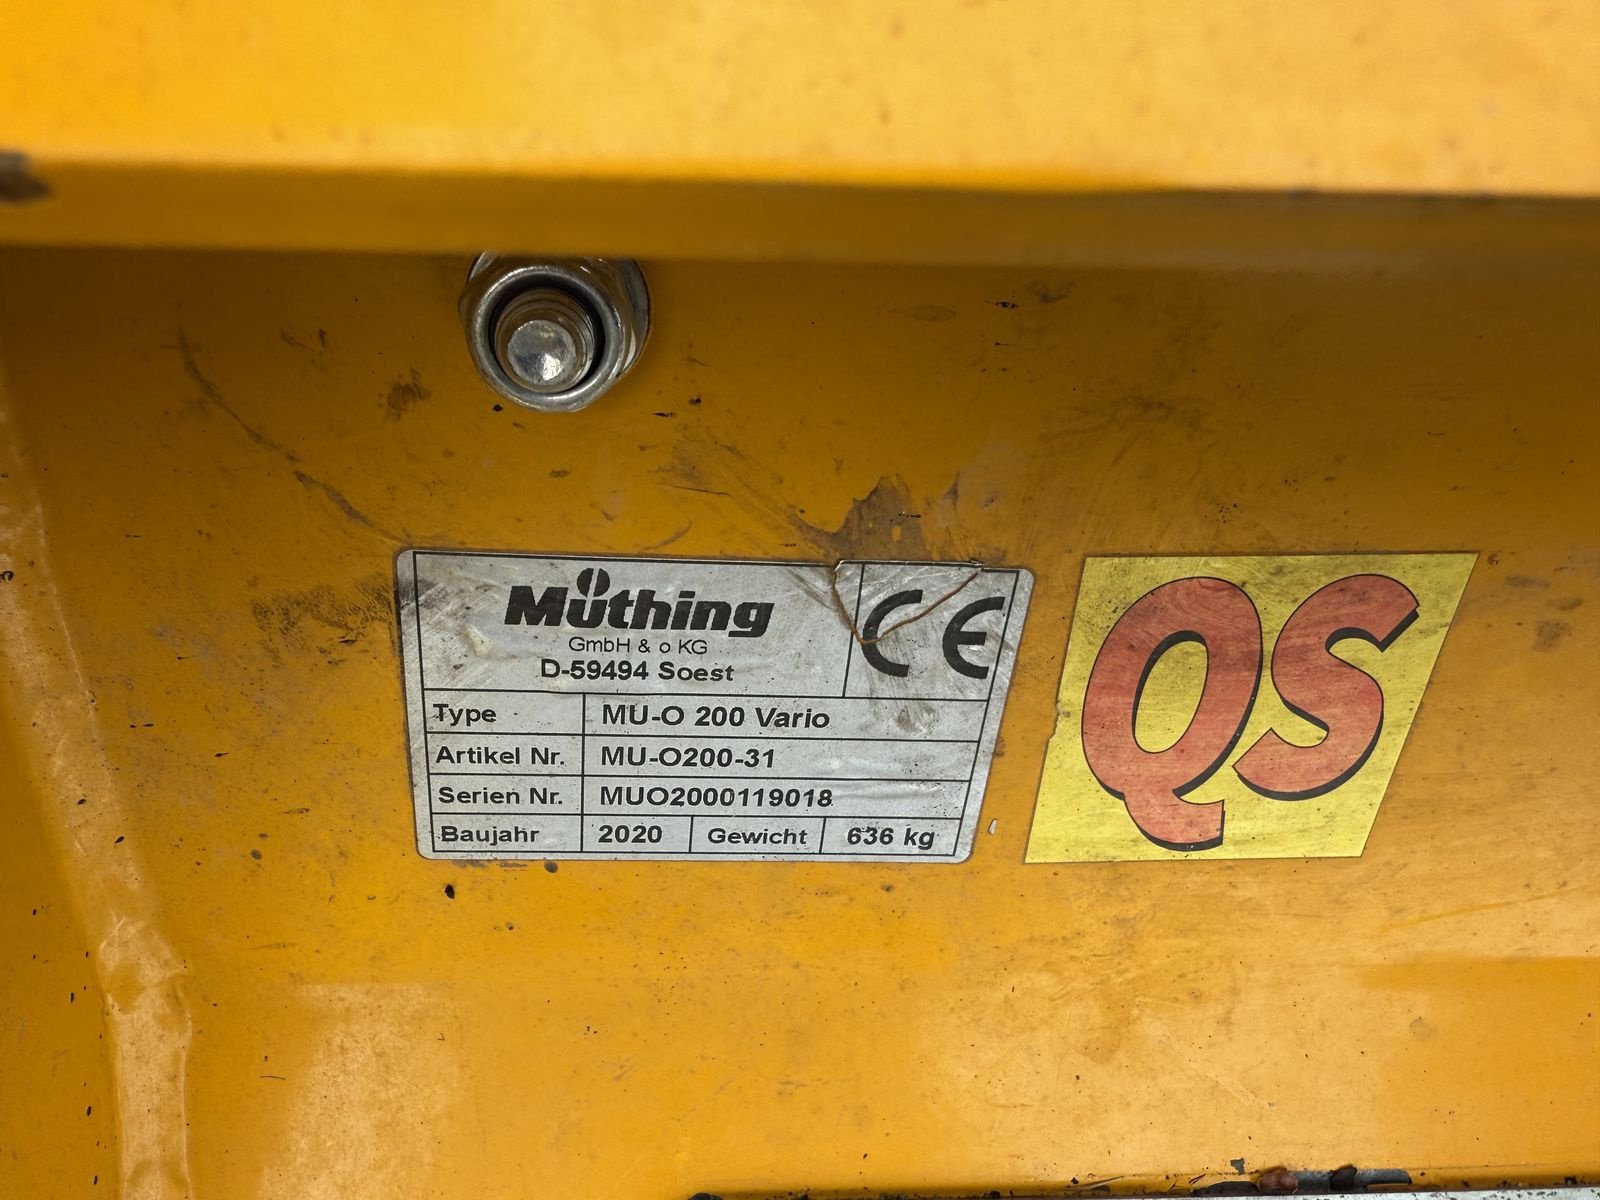 Müthing
GmbH & o KG
D-59494 Soest
CE
Type MU-O 200 Vario
Artikel Nr. MU-O200-31
Serien Nr. MUO2000119018
Baujahr 2020 Gewicht 636 kg
QS